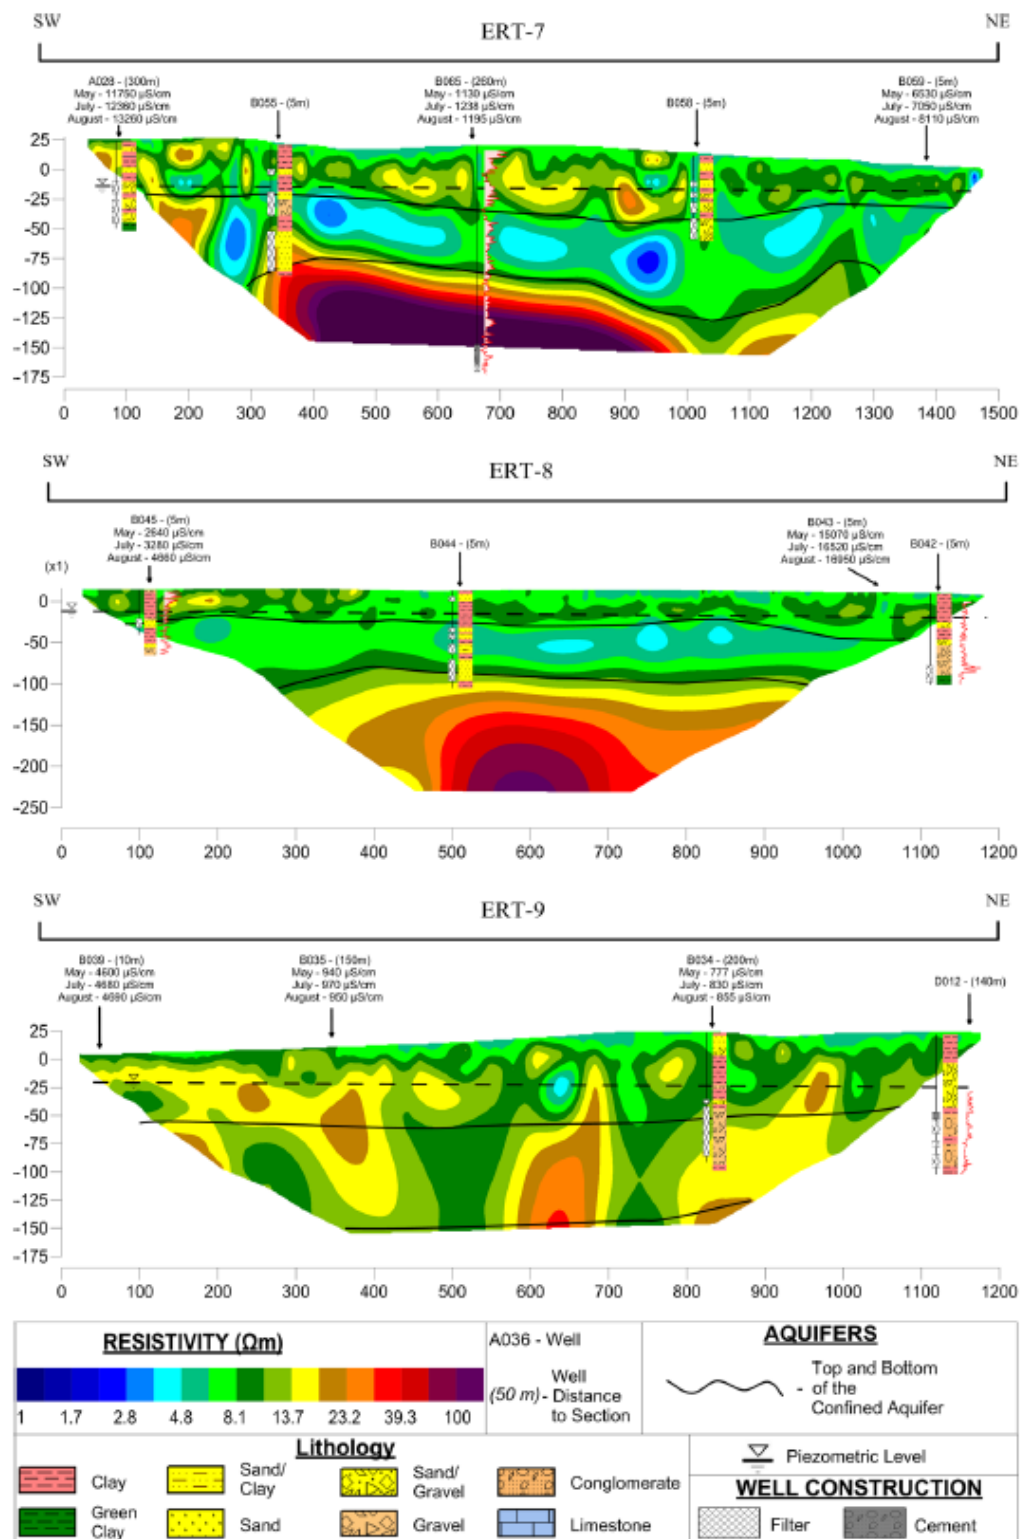 SW
NE
ERT-7
A028 - (300m)
May - 11750 µS/cm
July - 12360 µS/cm
August - 13260 µS/cm
B055 - (5m)
B065 - (260m)
May - 1130 µS/cm
July - 1238 µS/cm
August - 1195 µS/cm
B058 - (5m)
B059 - (5m)
May - 6530 µS/cm
July - 7050 µS/cm
August - 8110 µS/cm
25
0
-25
-50
-75
-100
-125
-150
-175
0 100 200 300 400 500 600 700 800 900 1000 1100 1200 1300 1400 1500
SW
NE
ERT-8
B045 - (5m)
May - 2640 µS/cm
July - 3280 µS/cm
August - 4660 µS/cm
B044 - (5m)
B043 - (5m)
May - 15070 µS/cm
July - 16520 µS/cm
August - 16950 µS/cm
B042 - (5m)
(x1)
0
-50
-100
-150
-200
-250
0 100 200 300 400 500 600 700 800 900 1000 1100 1200
SW
NE
ERT-9
B039 - (10m)
May - 4600 µS/cm
July - 4680 µS/cm
August - 4690 µS/cm
B035 - (150m)
May - 940 µS/cm
July - 970 µS/cm
August - 950 µS/cm
B034 - (200m)
May - 777 µS/cm
July - 830 µS/cm
August - 855 µS/cm
D012 - (140m)
25
0
-25
-50
-75
-100
-125
-150
-175
0 100 200 300 400 500 600 700 800 900 1000 1100 1200
RESISTIVITY (Ωm)
1 1.7 2.8 4.8 8.1 13.7 23.2 39.3 100
A036 - Well
(50 m) - Well Distance to Section
AQUIFERS
- Top and Bottom of the Confined Aquifer
Lithology
Clay
Sand/ Clay
Sand/ Gravel
Conglomerate
Green Clay
Sand
Gravel
Limestone
Piezometric Level
WELL CONSTRUCTION
Filter
Cement